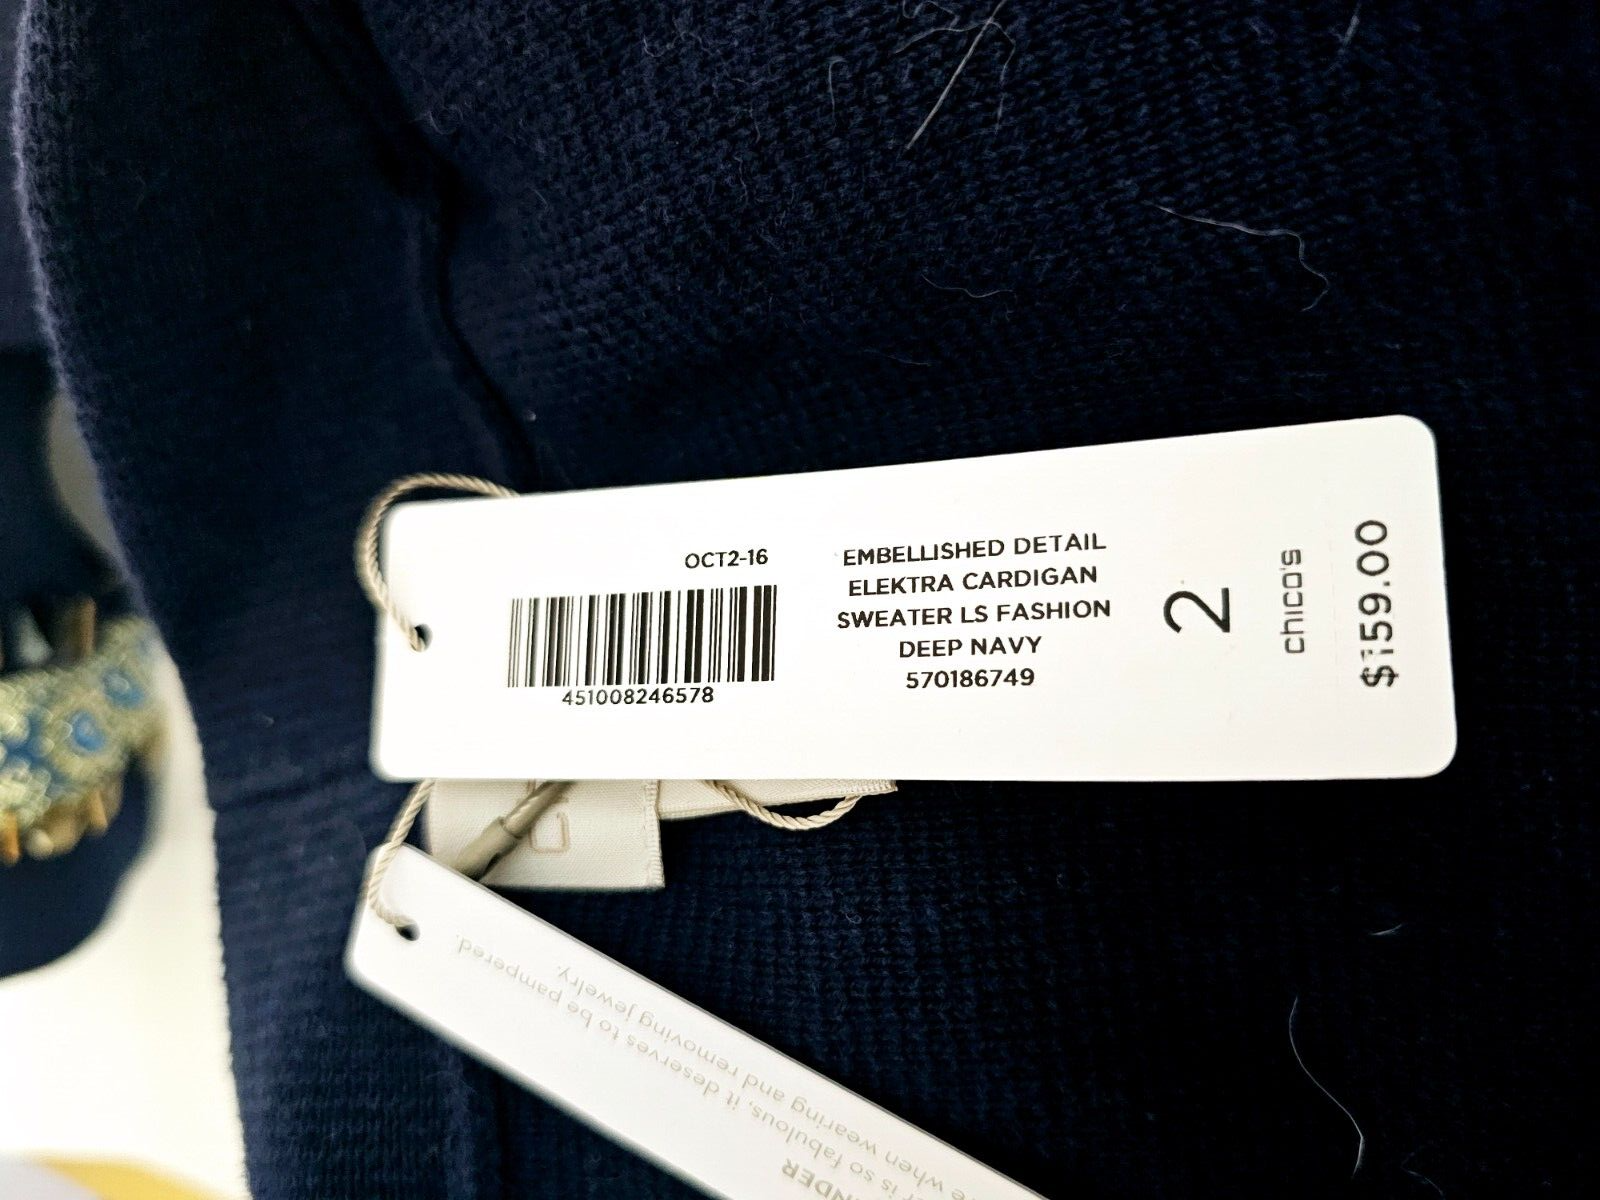 OCT2-16
451008246578
EMBELLISHED DETAIL
ELEKTRA CARDIGAN
SWEATER LS FASHION
DEEP NAVY
570186749
2
chico's
$159.00
is so fabulous, it deserves to be pampered.
when wearing and removing jewelry.